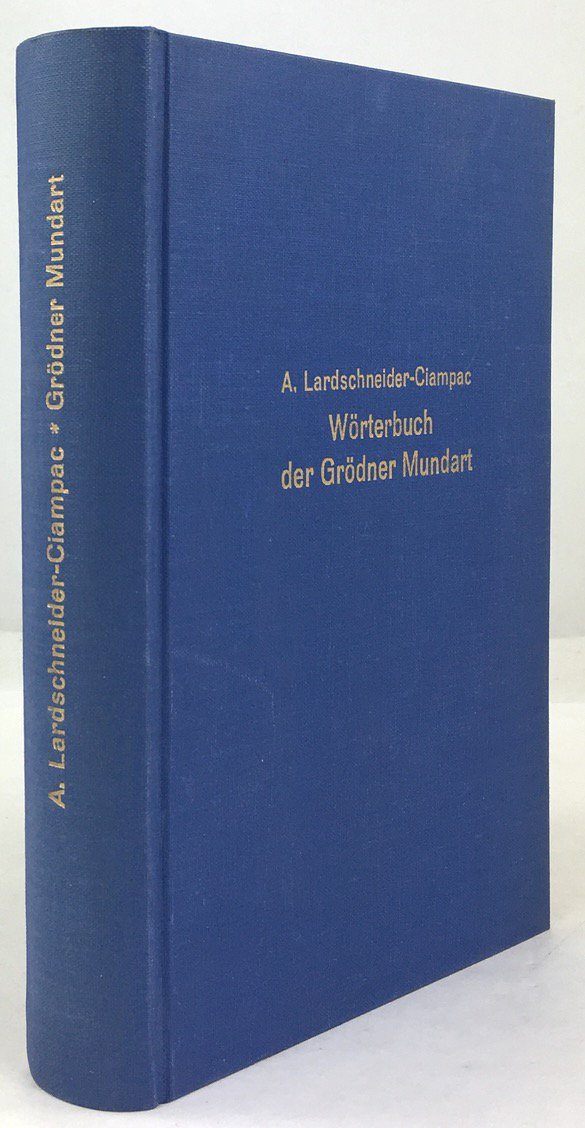 A. Lardschneider-Ciampac * Grödner Mundart
A. Lardschneider-Ciampac
Wörterbuch
der Grödner Mundart